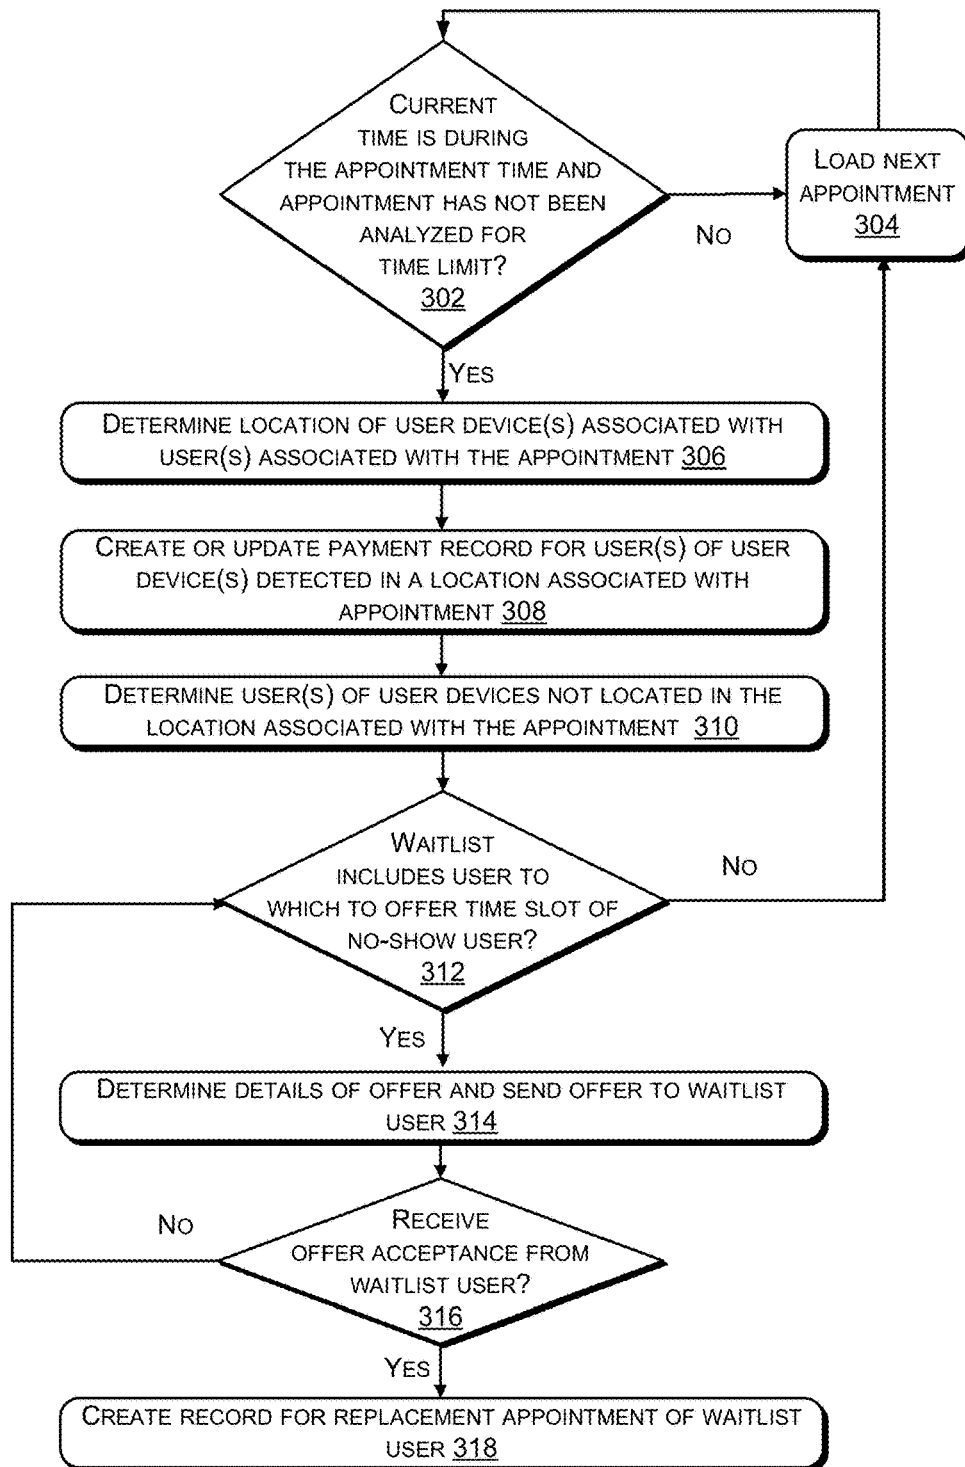 CURRENT
TIME IS DURING
THE APPOINTMENT TIME AND
APPOINTMENT HAS NOT BEEN
ANALYZED FOR
TIME LIMIT?
302
NO
LOAD NEXT
APPOINTMENT
304
YES
DETERMINE LOCATION OF USER DEVICE(S) ASSOCIATED WITH
USER(S) ASSOCIATED WITH THE APPOINTMENT 306
CREATE OR UPDATE PAYMENT RECORD FOR USER(S) OF USER
DEVICE(S) DETECTED IN A LOCATION ASSOCIATED WITH
APPOINTMENT 308
DETERMINE USER(S) OF USER DEVICES NOT LOCATED IN THE
LOCATION ASSOCIATED WITH THE APPOINTMENT 310
WAITLIST
INCLUDES USER TO
WHICH TO OFFER TIME SLOT OF
NO-SHOW USER?
312
NO
YES
DETERMINE DETAILS OF OFFER AND SEND OFFER TO WAITLIST
USER 314
NO
RECEIVE
OFFER ACCEPTANCE FROM
WAITLIST USER?
316
YES
CREATE RECORD FOR REPLACEMENT APPOINTMENT OF WAITLIST
USER 318